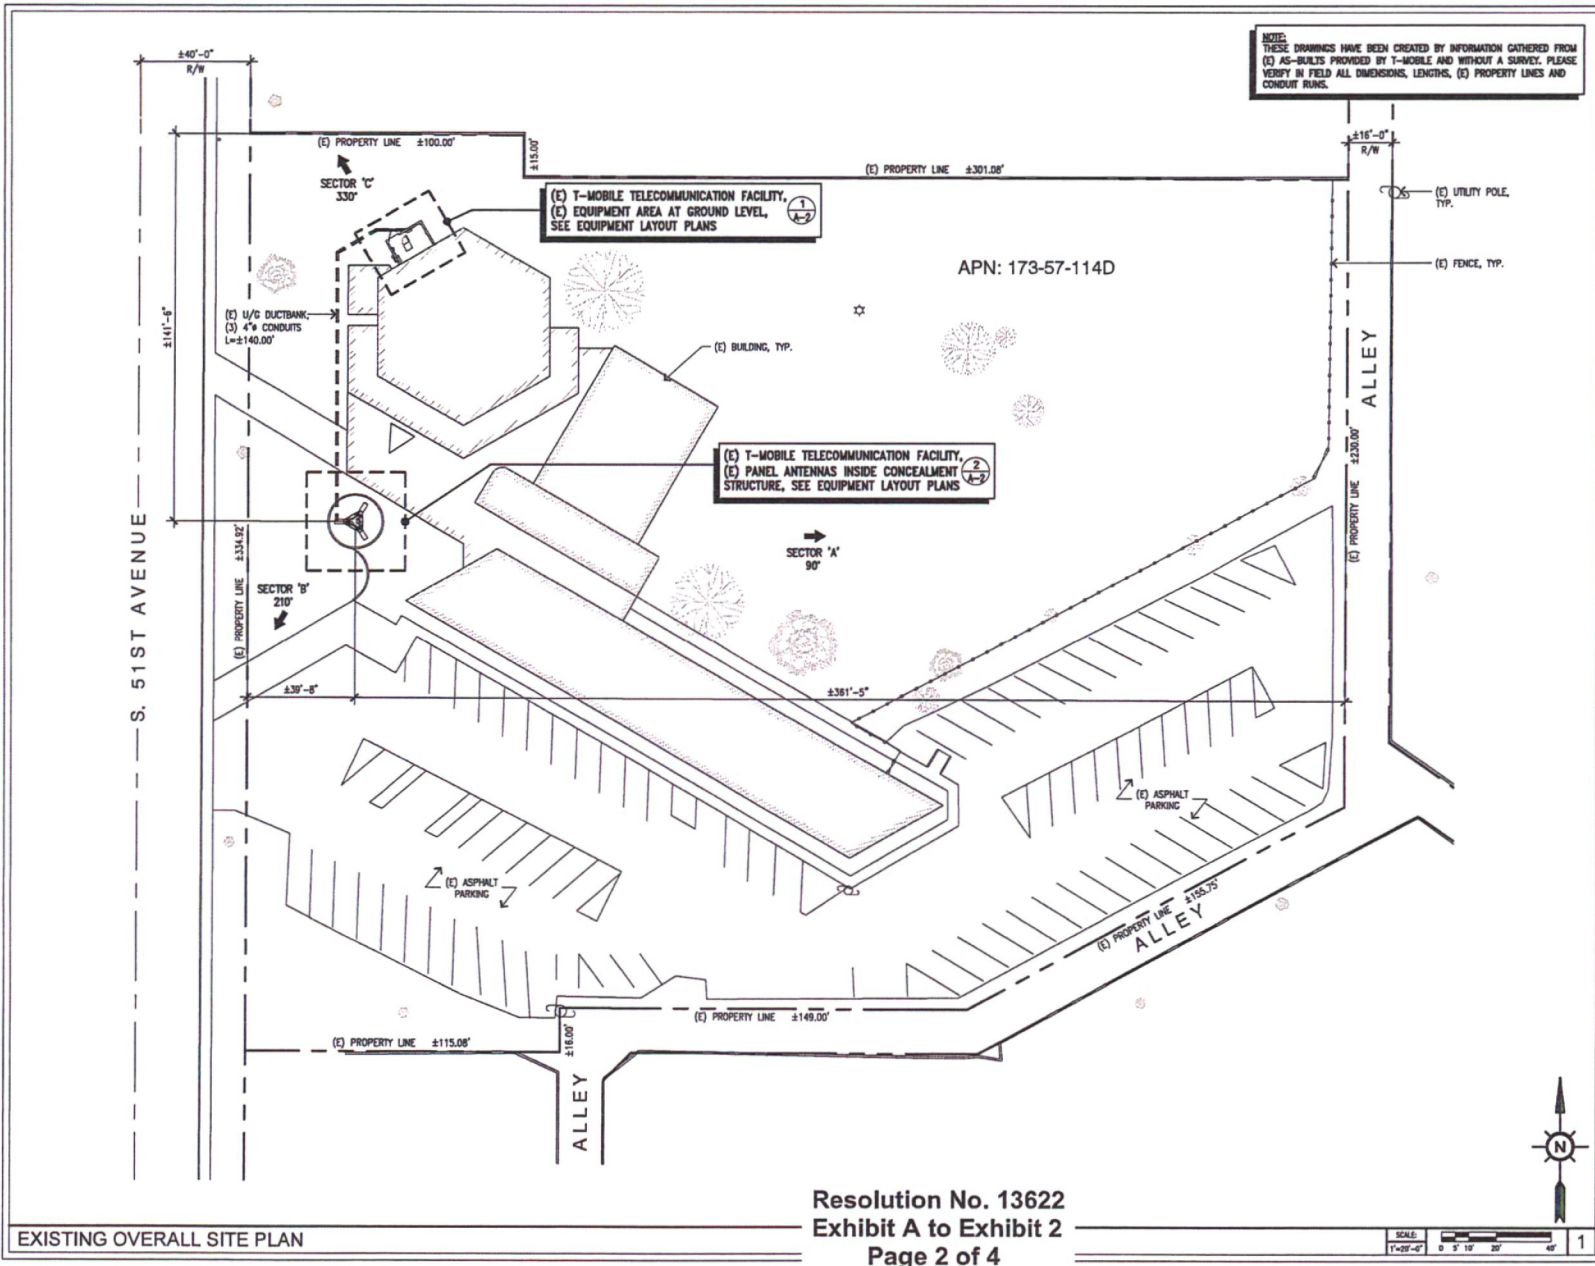 NOTE:
THESE DRAWINGS HAVE BEEN CREATED BY INFORMATION GATHERED FROM
(E) AS-BUILTS PROVIDED BY T-MOBILE AND WITHOUT A SURVEY. PLEASE
VERIFY IN FIELD ALL DIMENSIONS, LENGTHS, (E) PROPERTY LINES AND
CONDUIT RUNS.
±40'-0"
R/W
(E) PROPERTY LINE ±100.00'
±15.00'
(E) PROPERTY LINE ±301.08'
±16'-0"
R/W
SECTOR 'C'
330°
(E) T-MOBILE TELECOMMUNICATION FACILITY,
(E) EQUIPMENT AREA AT GROUND LEVEL,
SEE EQUIPMENT LAYOUT PLANS
1
A-2
(E) UTILITY POLE,
TYP.
APN: 173-57-114D
(E) FENCE, TYP.
±141'-6"
(E) U/G DUCTBANK,
(3) 4"ø CONDUITS
L=±140.00'
(E) BUILDING, TYP.
ALLEY
(E) T-MOBILE TELECOMMUNICATION FACILITY,
(E) PANEL ANTENNAS INSIDE CONCEALMENT
STRUCTURE, SEE EQUIPMENT LAYOUT PLANS
2
A-2
(E) PROPERTY LINE ±230.00'
S. 51ST AVENUE
(E) PROPERTY LINE ±334.92'
SECTOR 'A'
90°
SECTOR 'B'
210°
±39'-8"
±361'-5"
(E) ASPHALT
PARKING
(E) ASPHALT
PARKING
(E) PROPERTY LINE ±155.75'
ALLEY
(E) PROPERTY LINE ±149.00'
(E) PROPERTY LINE ±115.08'
±16.00'
ALLEY
N
Resolution No. 13622
Exhibit A to Exhibit 2
Page 2 of 4
EXISTING OVERALL SITE PLAN
SCALE:
1"=20'-0"
0 5' 10' 20' 40'
1